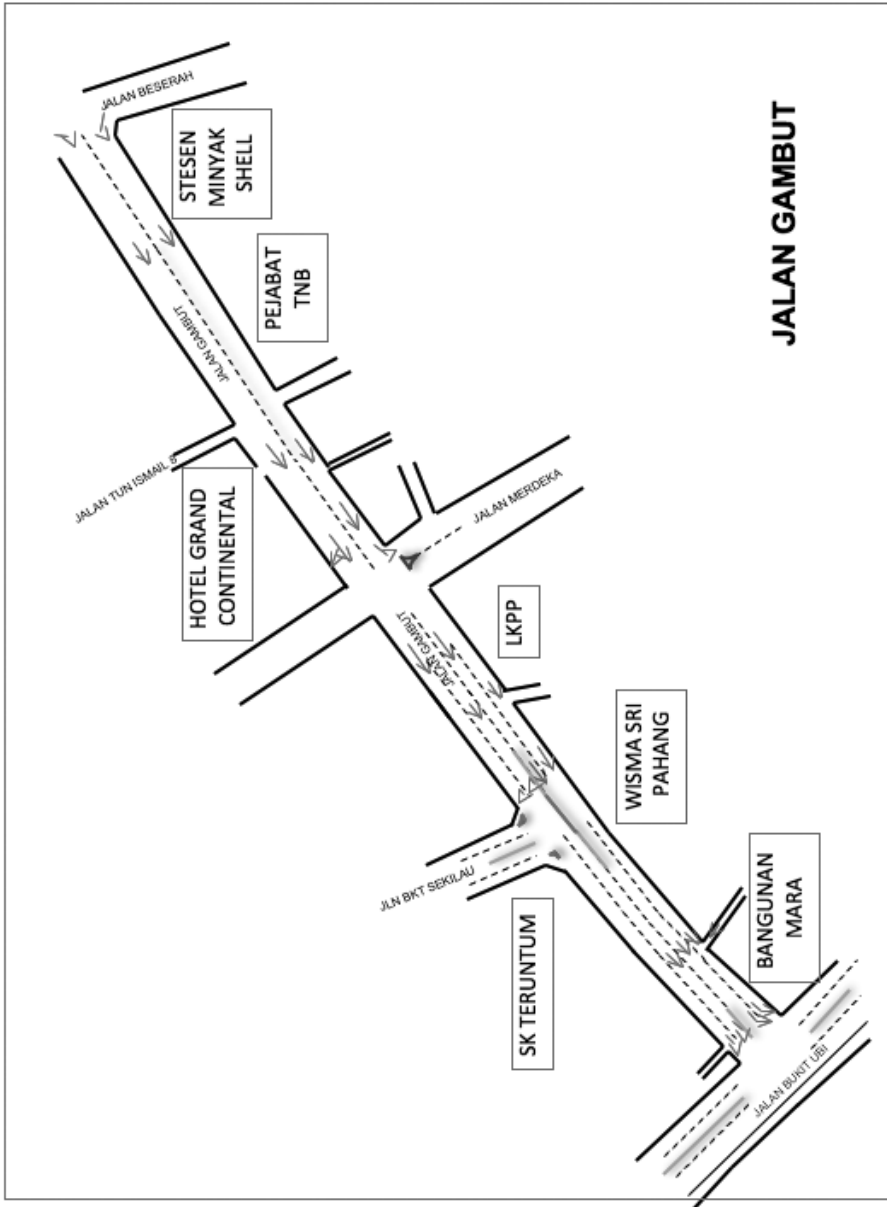 JALAN GAMBUT
JALAN BESERAH
STESEN
MINYAK
SHELL
PEJABAT
TNB
JALAN GAMBUT
JALAN TUN ISMAIL 8
HOTEL GRAND
CONTINENTAL
JALAN MERDEKA
JALAN GAMBUT
LKPP
WISMA SRI
PAHANG
JLN BKT SEKILAU
SK TERUNTUM
BANGUNAN
MARA
JALAN BUKIT UBI